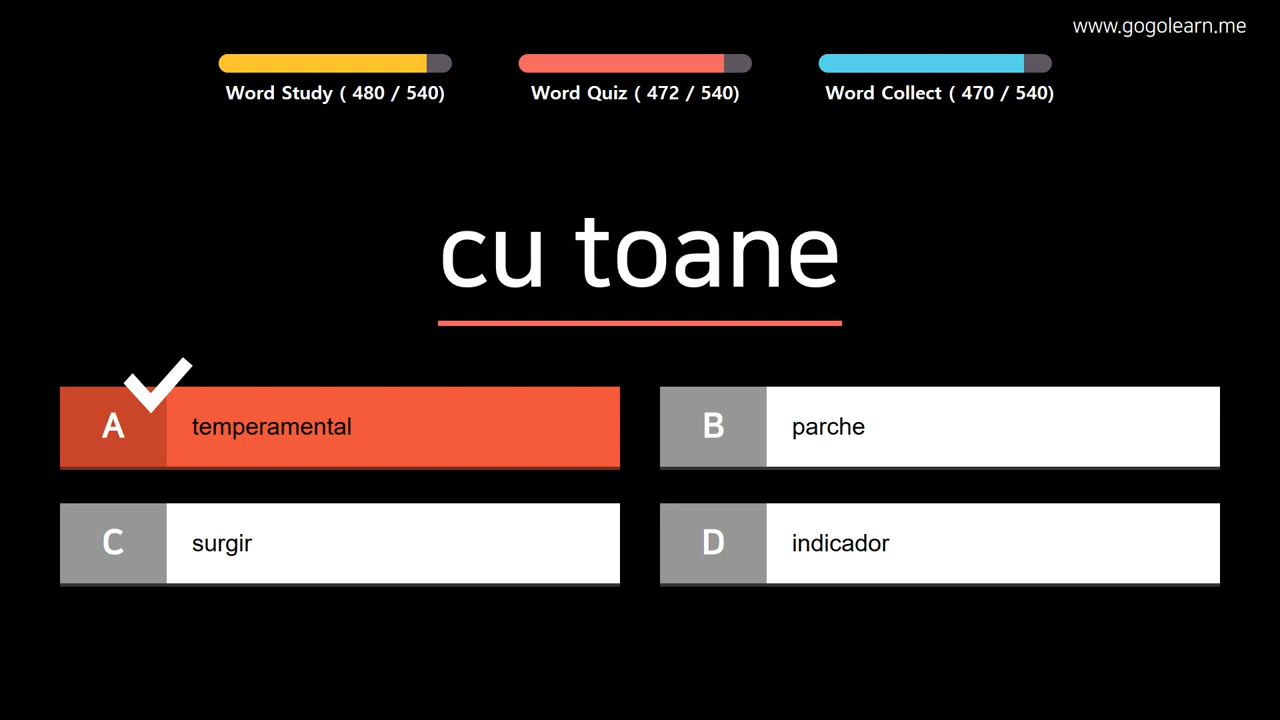 www.gogolearn.me
Word Study ( 480 / 540)
Word Quiz ( 472 / 540)
Word Collect ( 470 / 540)
cu toane
A temperamental
B parche
C surgir
D indicador